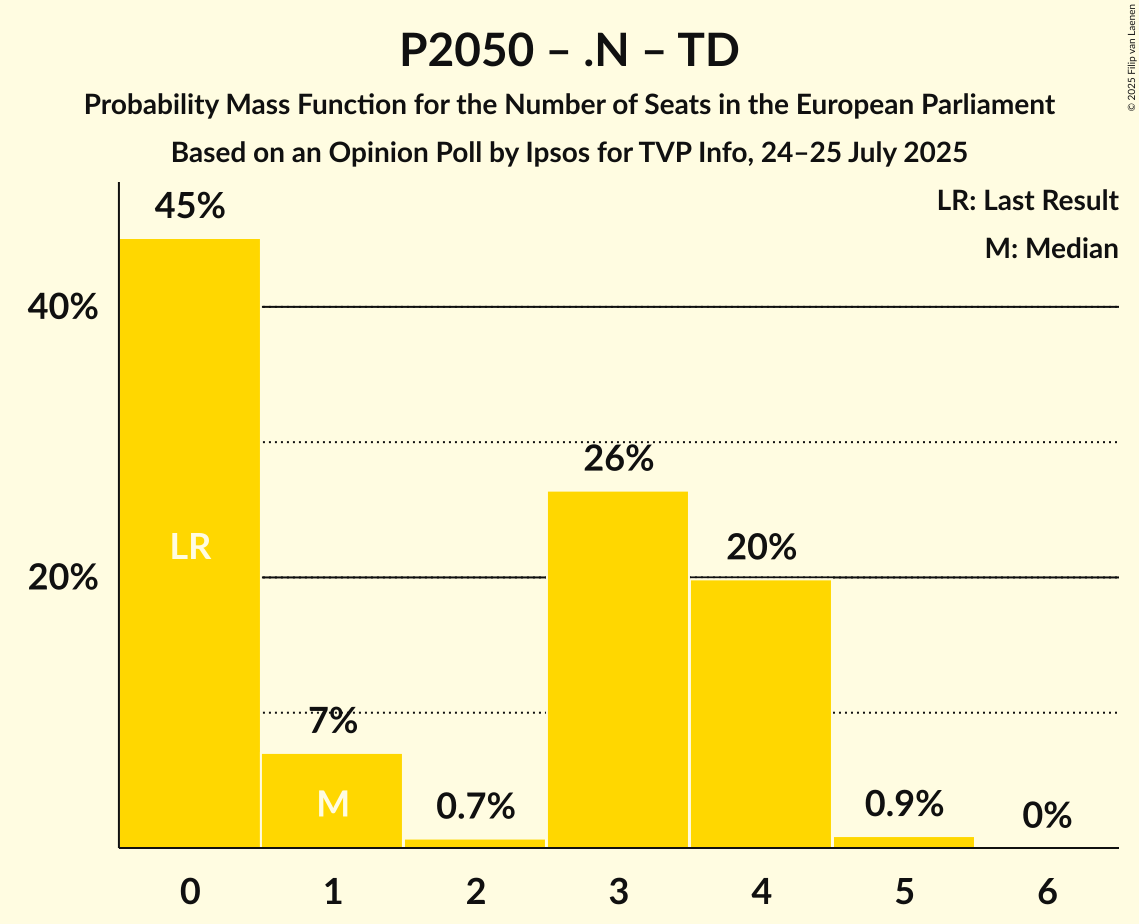 P2050 – .N – TD
Probability Mass Function for the Number of Seats in the European Parliament
Based on an Opinion Poll by Ipsos for TVP Info, 24–25 July 2025
© 2025 Filip van Laenen
LR: Last Result
M: Median
45%
40%
26%
LR
20%
20%
7%
M
0.7%
0.9%
0%
0 1 2 3 4 5 6